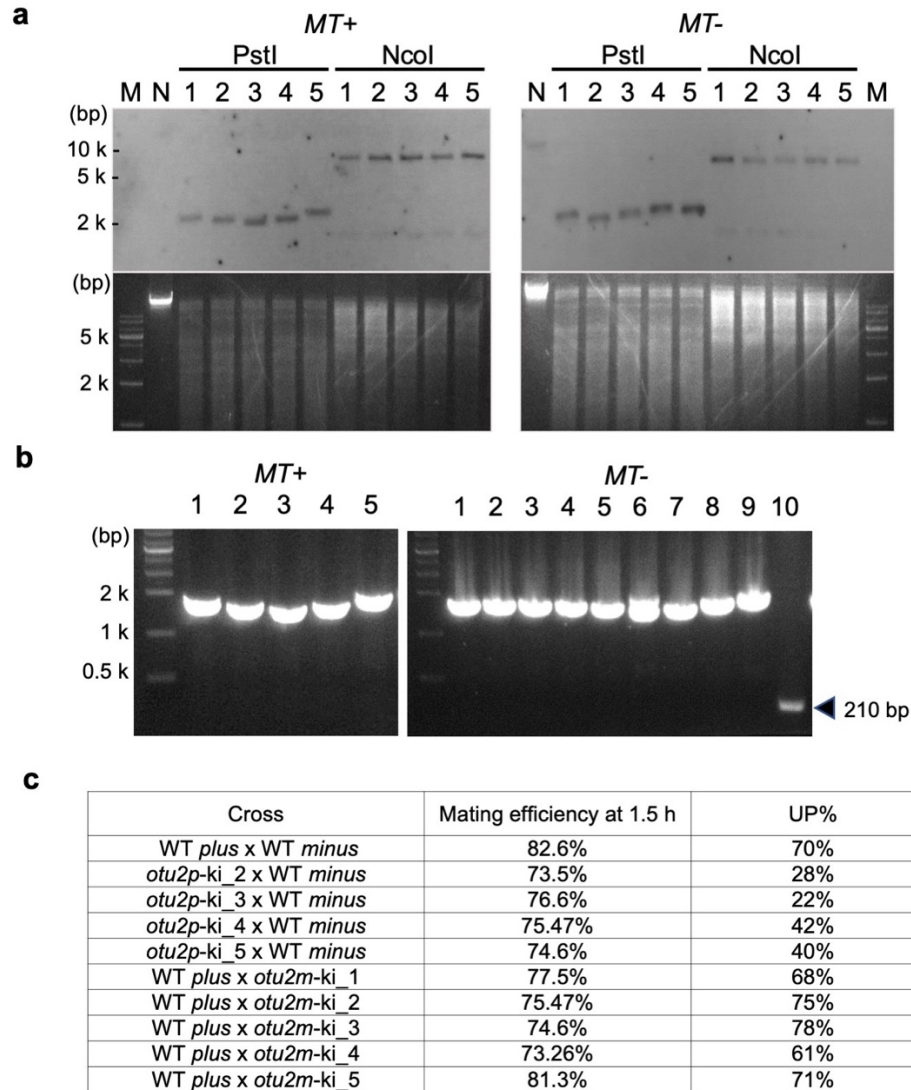 a
MT+ MT-
PstI NcoI PstI NcoI
M N 1 2 3 4 5 1 2 3 4 5 N 1 2 3 4 5 1 2 3 4 5 M
(bp)
10 k
5 k
2 k
(bp)
5 k
2 k
b
MT+ MT-
1 2 3 4 5 1 2 3 4 5 6 7 8 9 10
(bp)
2 k
1 k
0.5 k
210 bp
c
Cross Mating efficiency at 1.5 h UP%
WT plus x WT minus 82.6% 70%
otu2p-ki_2 x WT minus 73.5% 28%
otu2p-ki_3 x WT minus 76.6% 22%
otu2p-ki_4 x WT minus 75.47% 42%
otu2p-ki_5 x WT minus 74.6% 40%
WT plus x otu2m-ki_1 77.5% 68%
WT plus x otu2m-ki_2 75.47% 75%
WT plus x otu2m-ki_3 74.6% 78%
WT plus x otu2m-ki_4 73.26% 61%
WT plus x otu2m-ki_5 81.3% 71%